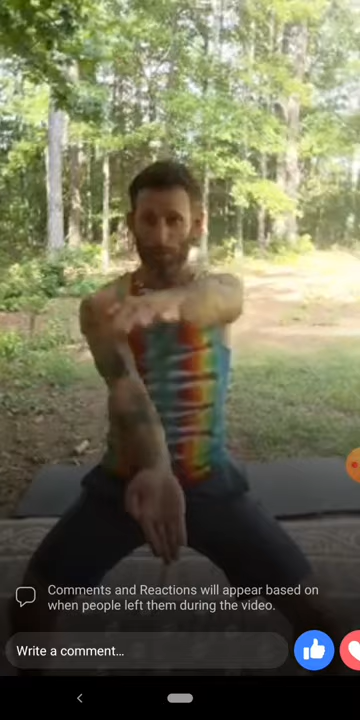 Comments and Reactions will appear based on
when people left them during the video.
Write a comment...